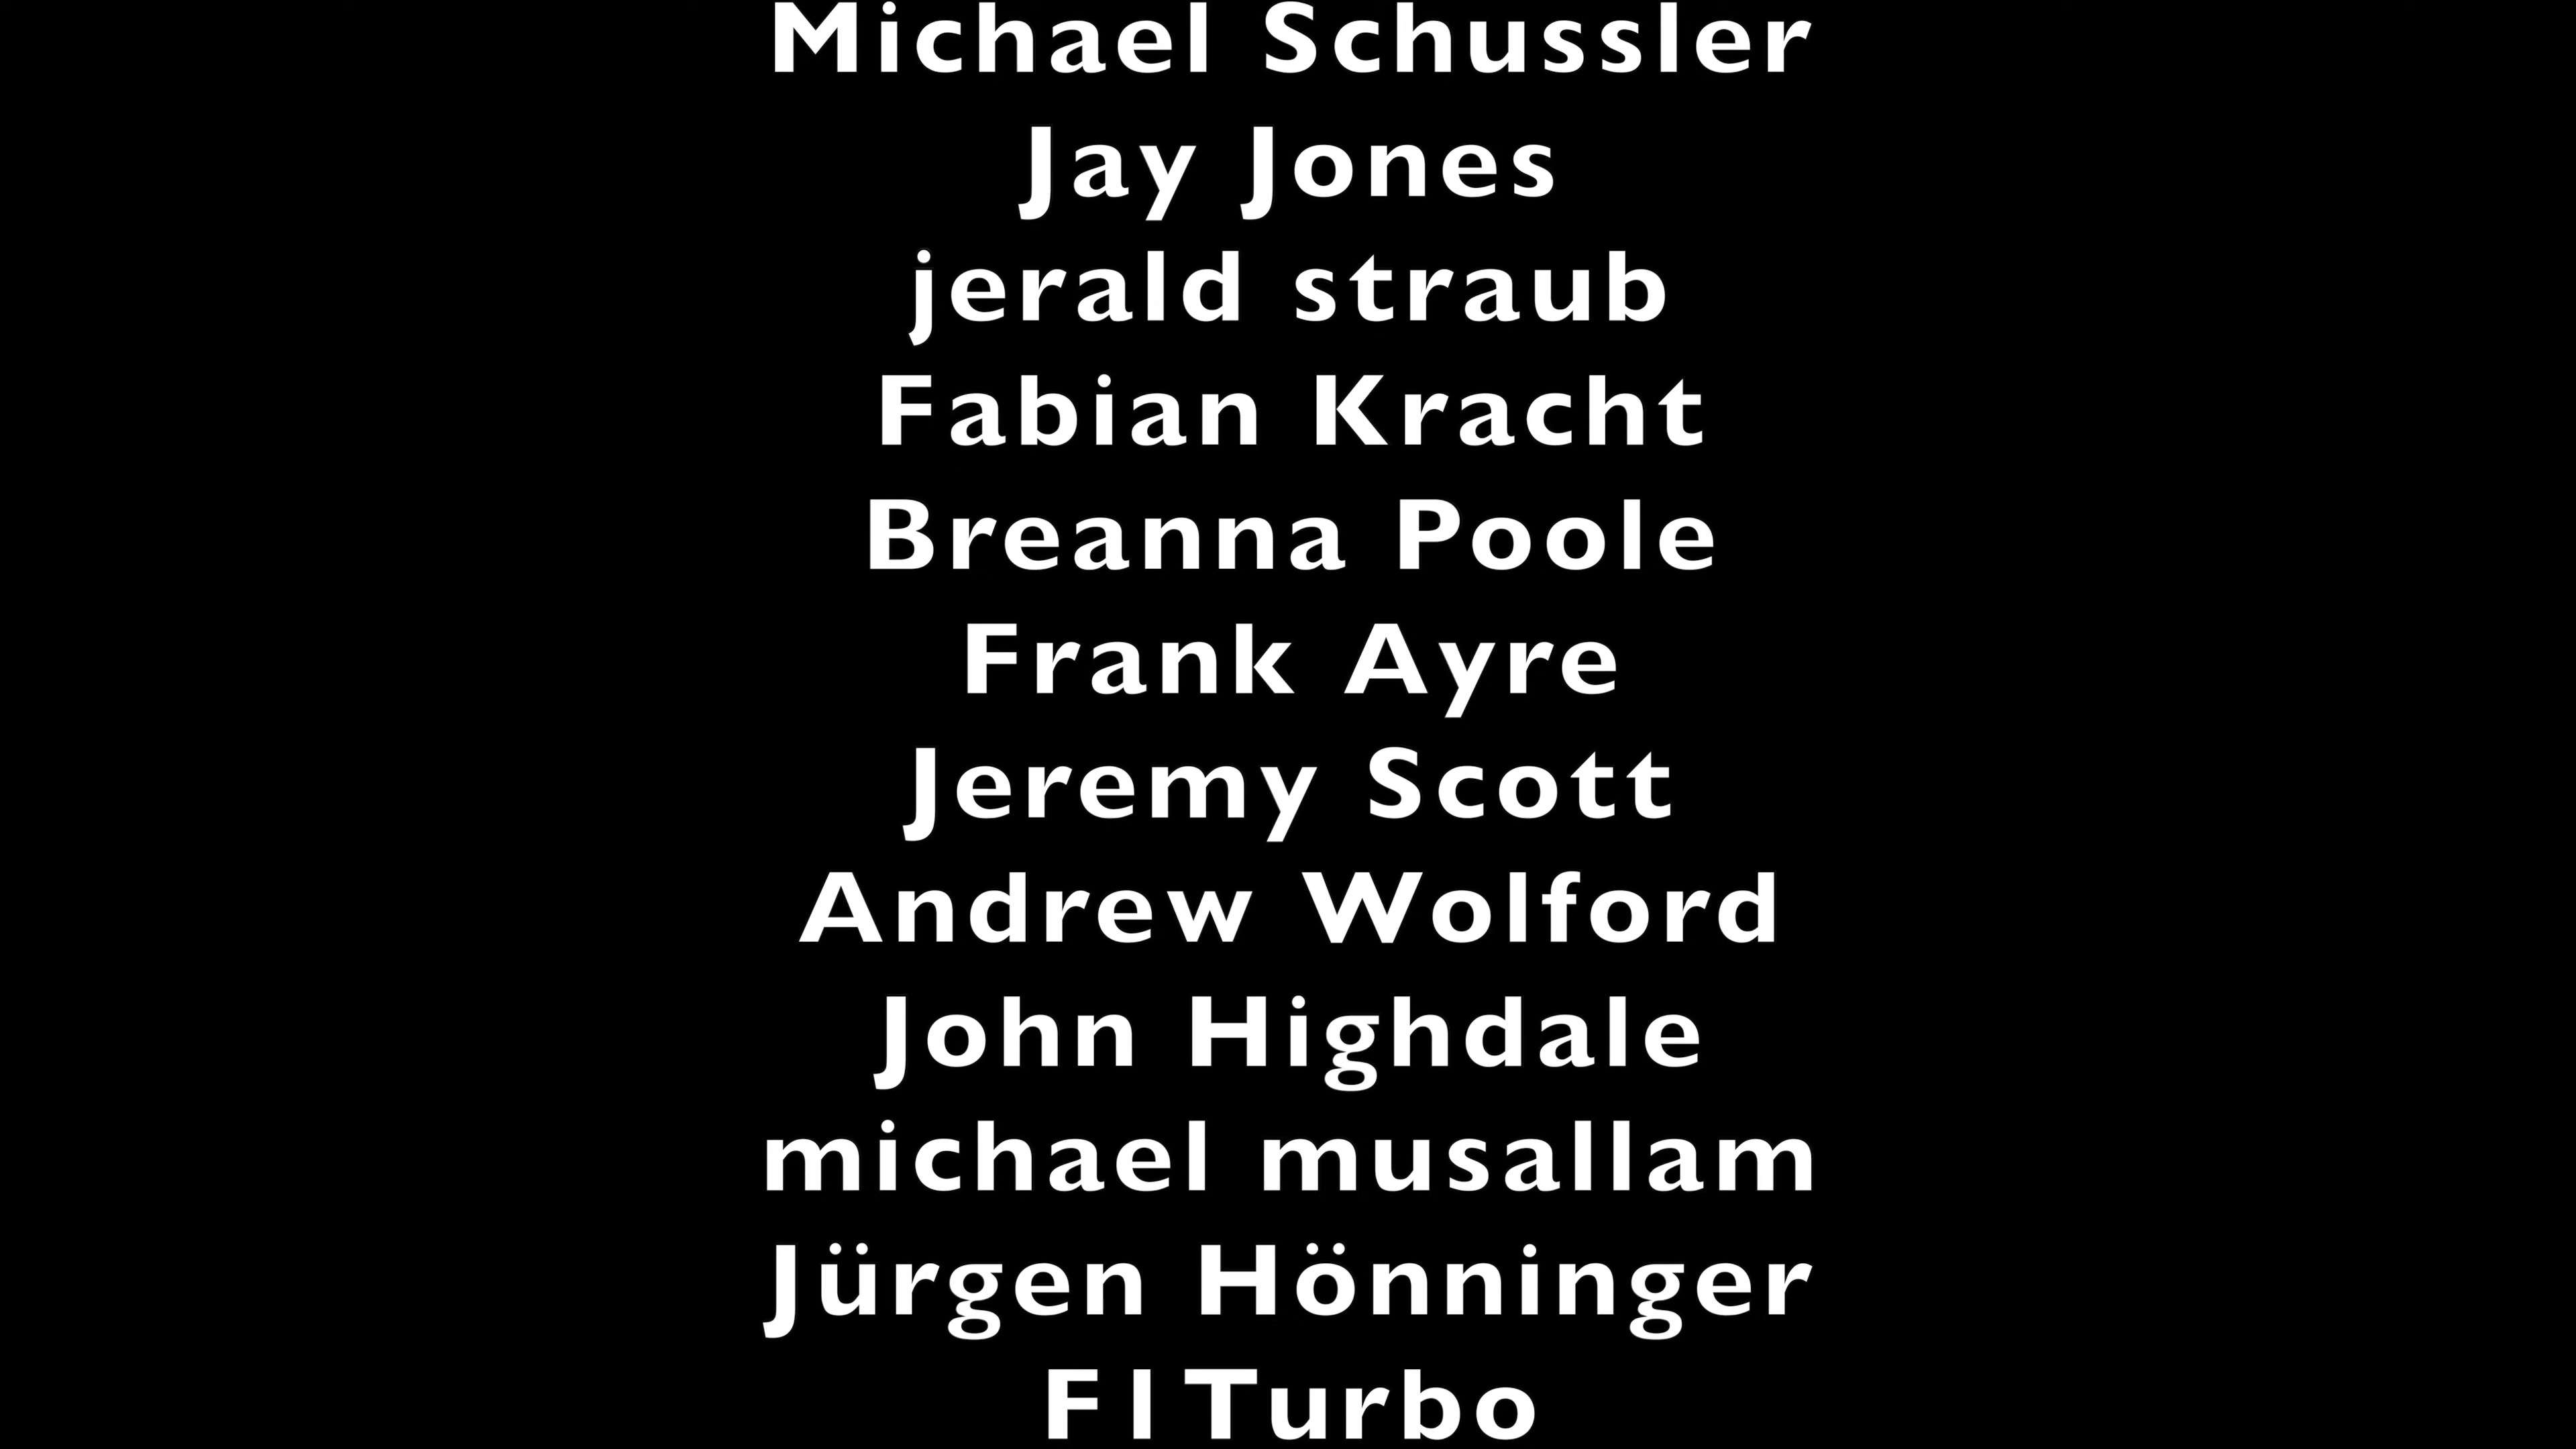 Michael Schussler
Jay Jones
jerald straub
Fabian Kracht
Breanna Poole
Frank Ayre
Jeremy Scott
Andrew Wolford
John Highdale
michael musallam
Jürgen Hönninger
F1Turbo